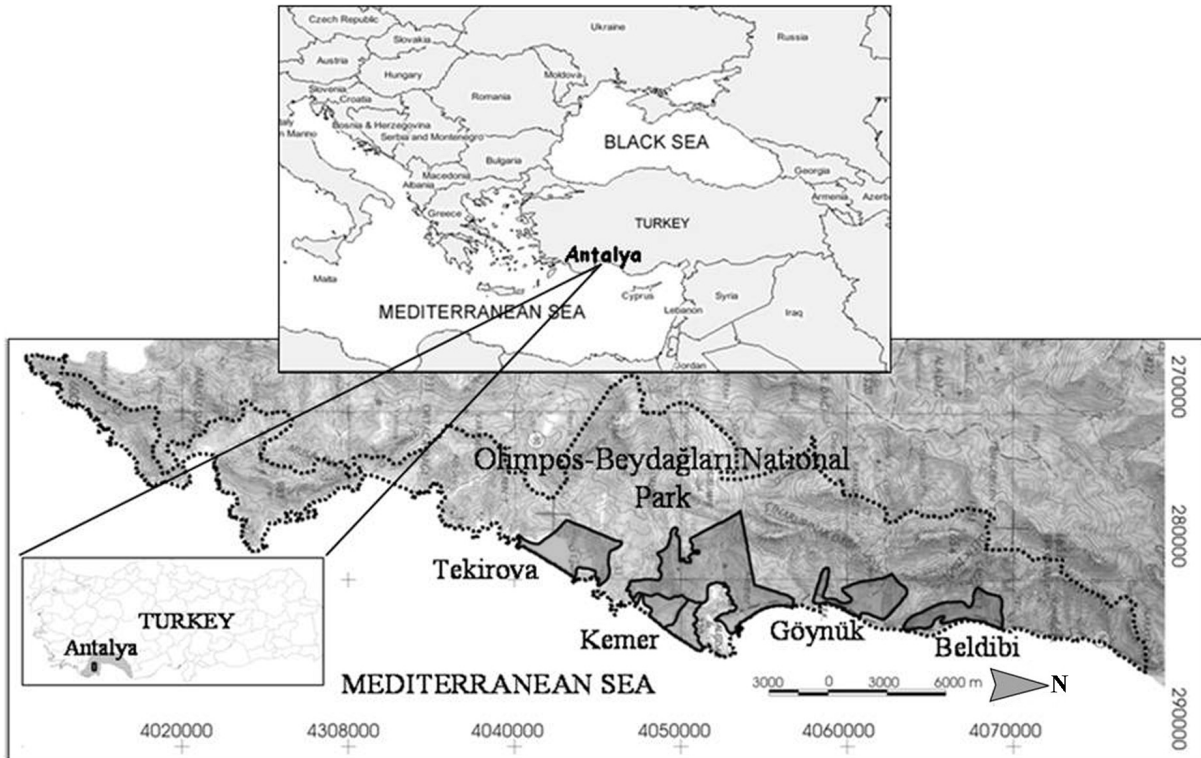 Czech Republic
Ukraine
Russia
Slovakia
Austria
Hungary
Moldova
Slovenia
Croatia
Romania
Italy
San Marino
Bosnia & Herzegovina
Serbia and Montenegro
BLACK SEA
Bulgaria
Georgia
Macedonia
Albania
Armenia
Azerb
Greece
TURKEY
Antalya
Malta
Cyprus
Syria
MEDITERRANEAN SEA
Lebanon
Iraq
Jordan
270000
Olimpos-Beydağları National
Park
280000
Tekirova
TURKEY
Antalya
Kemer
Göynük
Beldibi
MEDITERRANEAN SEA
3000 0 3000 6000 m
N
290000
4020000 4308000 4040000 4050000 4060000 4070000